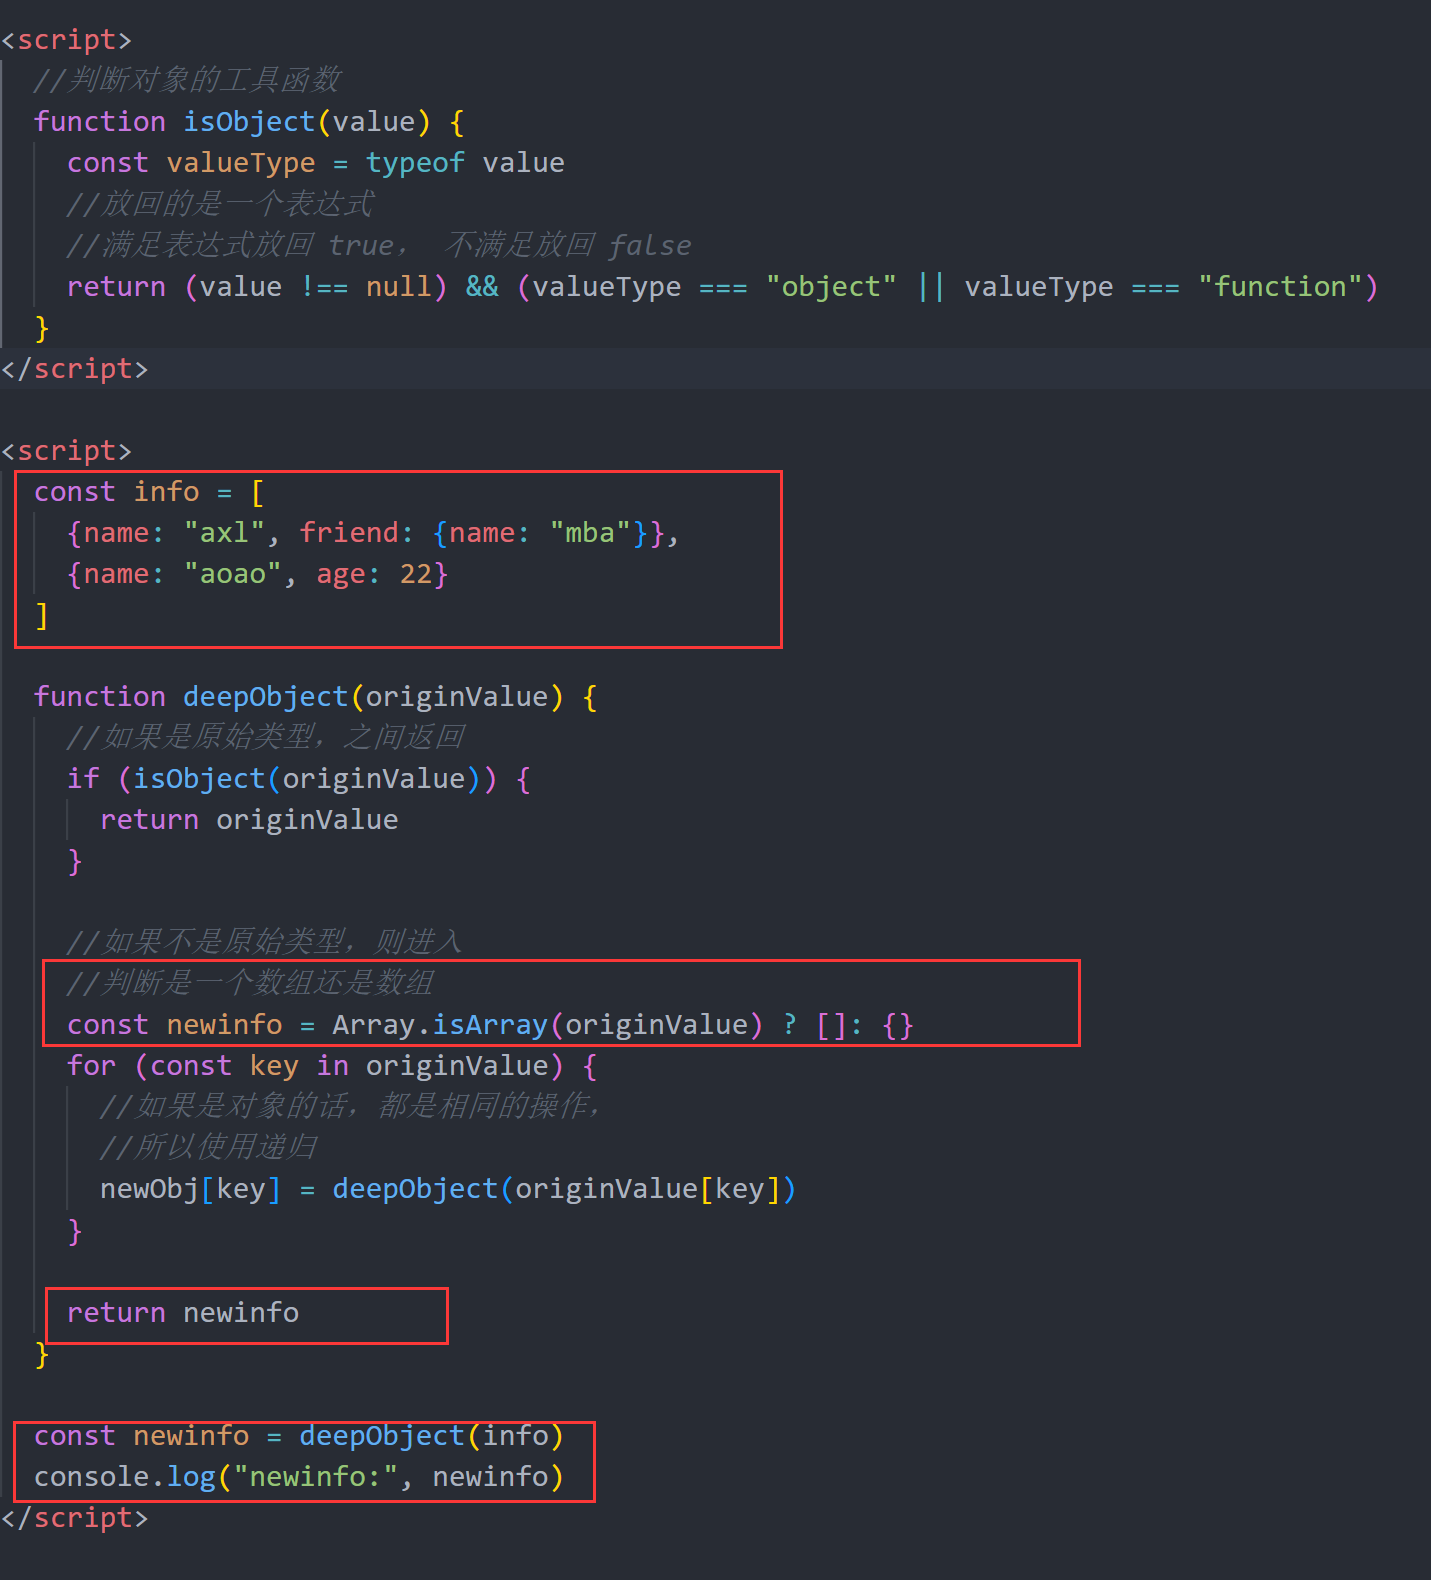 <script>
//判断对象的工具函数
function isObject(value) {
const valueType = typeof value
//放回的是一个表达式
//满足表达式放回 true， 不满足放回 false
return (value !== null) && (valueType === "object" || valueType === "function")
}
</script>
<script>
const info = [
{name: "axl", friend: {name: "mba"}},
{name: "aoao", age: 22}
]
function deepObject(originValue) {
//如果是原始类型，之间返回
if (isObject(originValue)) {
return originValue
}
//如果不是原始类型，则进入
//判断是一个数组还是数组
const newinfo = Array.isArray(originValue) ? []: {}
for (const key in originValue) {
//如果是对象的话，都是相同的操作，
//所以使用递归
newObj[key] = deepObject(originValue[key])
}
return newinfo
}
const newinfo = deepObject(info)
console.log("newinfo:", newinfo)
</script>